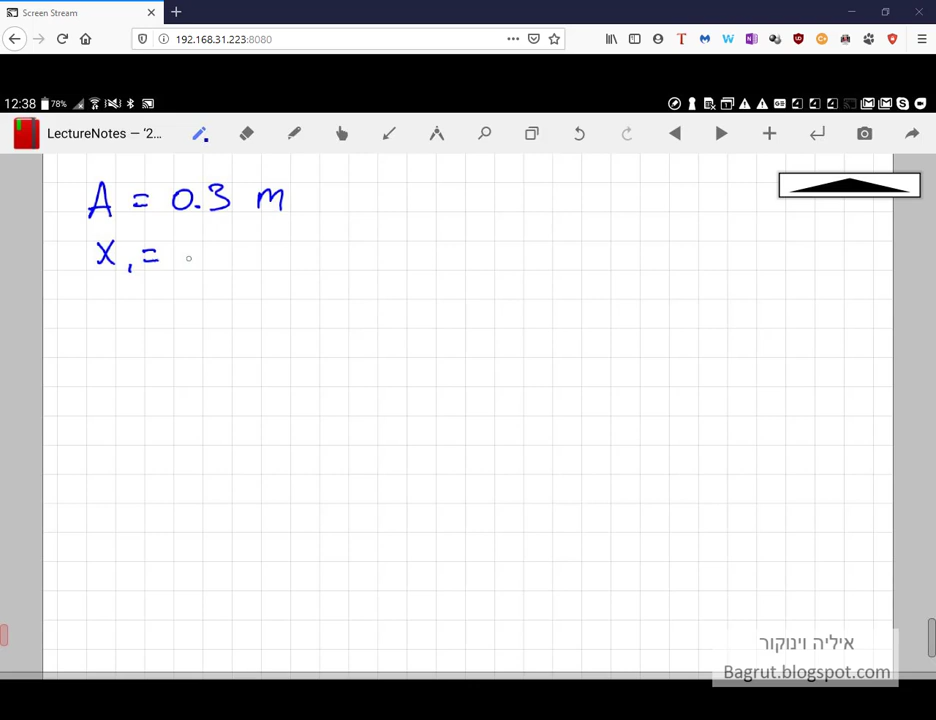 Screen Stream
192.168.31.223:8080
12:38 78%
LectureNotes — ‘2...
A = 0.3 m
x₁ =
איליה וינוקור
Bagrut.blogspot.com